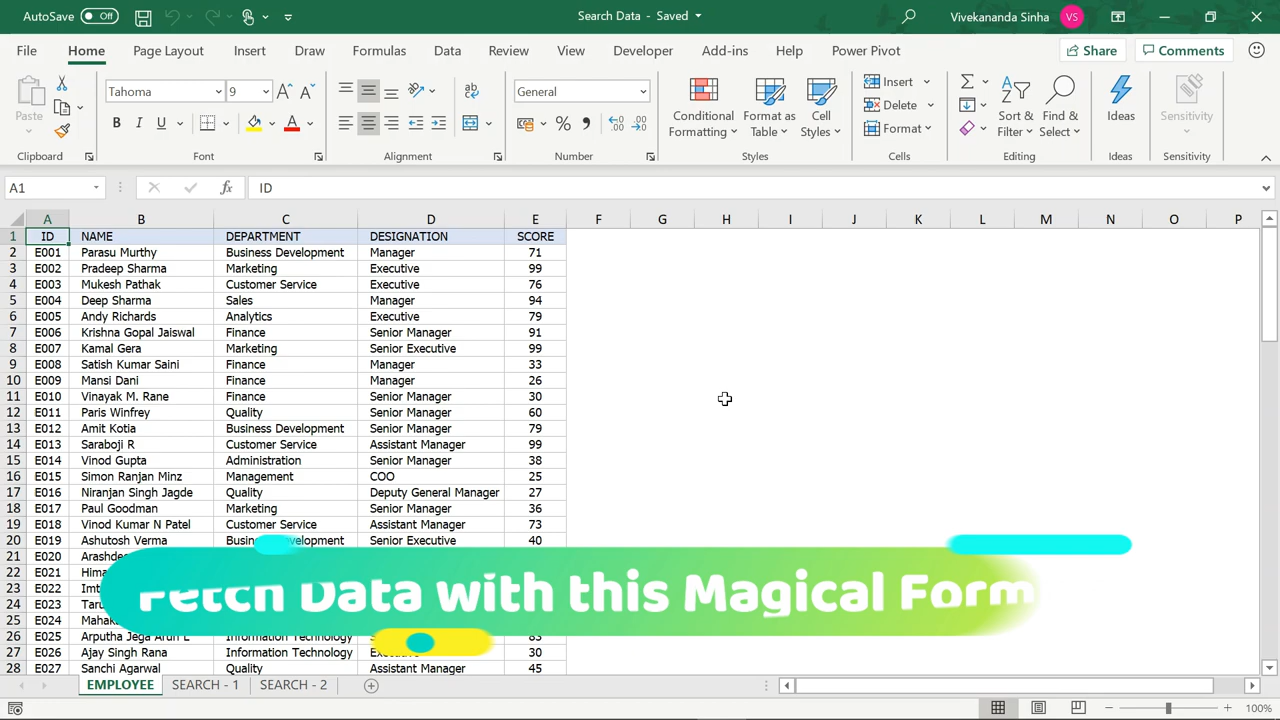 AutoSave Off Search Data - Saved Vivekananda Sinha VS
File Home Page Layout Insert Draw Formulas Data Review View Developer Add-ins Help Power Pivot Share Comments
Paste Tahoma 9 General Conditional Formatting Format as Table Cell Styles Insert Delete Format Sort & Filter Find & Select Ideas Sensitivity
Clipboard Font Alignment Number Styles Cells Editing Ideas Sensitivity
A1 fx ID
A B C D E F G H I J K L M N O P
1 ID NAME DEPARTMENT DESIGNATION SCORE
2 E001 Parasu Murthy Business Development Manager 71
3 E002 Pradeep Sharma Marketing Executive 99
4 E003 Mukesh Pathak Customer Service Executive 76
5 E004 Deep Sharma Sales Manager 94
6 E005 Andy Richards Analytics Executive 79
7 E006 Krishna Gopal Jaiswal Finance Senior Manager 91
8 E007 Kamal Gera Marketing Senior Executive 99
9 E008 Satish Kumar Saini Finance Manager 33
10 E009 Mansi Dani Finance Manager 26
11 E010 Vinayak M. Rane Finance Senior Manager 30
12 E011 Paris Winfrey Quality Senior Manager 60
13 E012 Amit Kotia Business Development Senior Manager 79
14 E013 Saraboji R Customer Service Assistant Manager 99
15 E014 Vinod Gupta Administration Senior Manager 38
16 E015 Simon Ranjan Minz Management COO 25
17 E016 Niranjan Singh Jagde Quality Deputy General Manager 27
18 E017 Paul Goodman Marketing Senior Manager 36
19 E018 Vinod Kumar N Patel Customer Service Assistant Manager 73
20 E019 Ashutosh Verma Senior Executive 40
21 E020
22 E021
23 E022
24 E023
25 E024
Fetch Data with this Magical Form
26 E025 Arputha Jega Arun E Information Technology 83
27 E026 Ajay Singh Rana Information Technology 30
28 E027 Sanchi Agarwal Quality Assistant Manager 45
EMPLOYEE SEARCH - 1 SEARCH - 2
100%